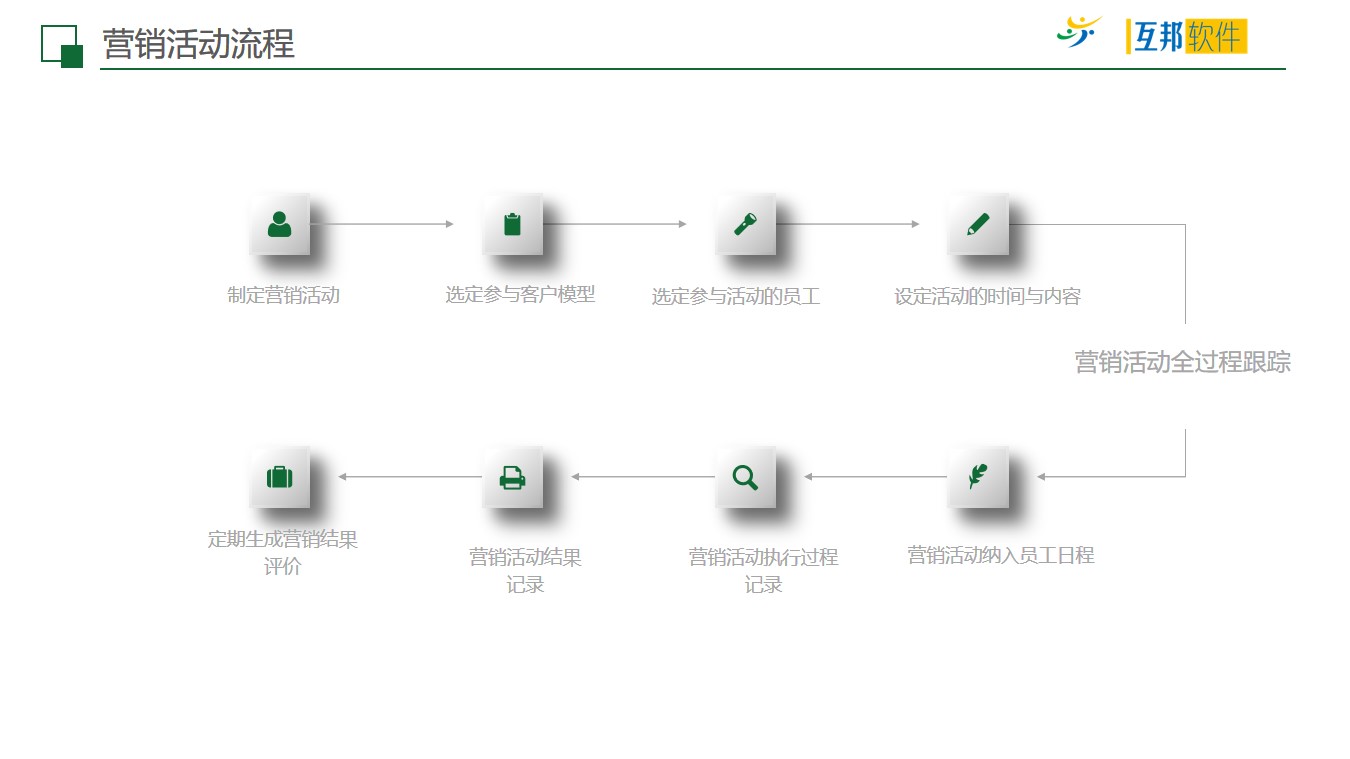 营销活动流程
互邦软件
制定营销活动
选定参与客户模型
选定参与活动的员工
设定活动的时间与内容
营销活动全过程跟踪
营销活动纳入员工日程
营销活动执行过程
记录
营销活动结果
记录
定期生成营销结果
评价